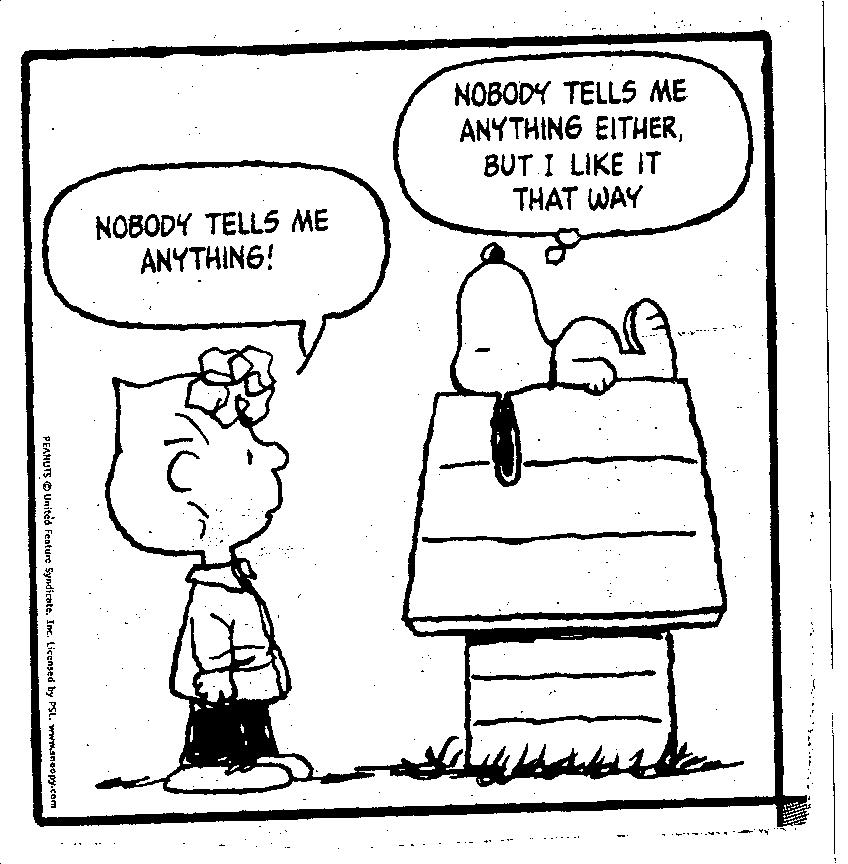 NOBODY TELLS ME
ANYTHING!
NOBODY TELLS ME
ANYTHING EITHER,
BUT I LIKE IT
THAT WAY
PEANUTS © United Feature Syndicate, Inc. Licensed by PSL. www.snoopy.com